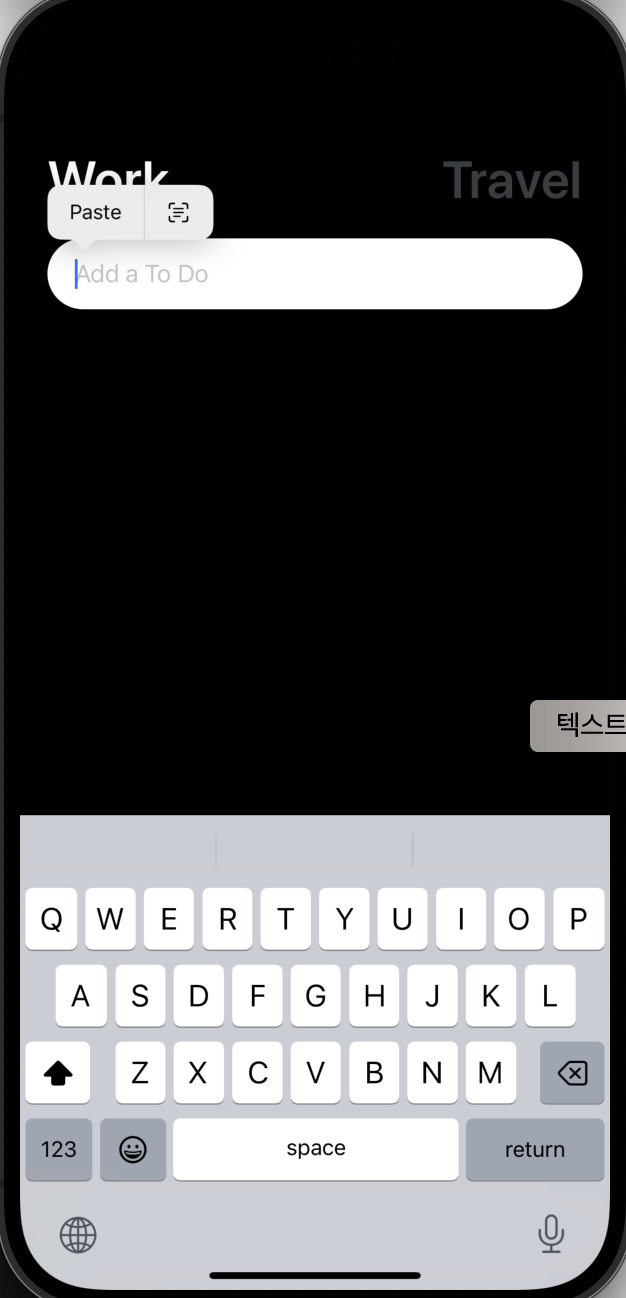 Work Travel
Paste
Add a To Do
텍스트
Q W E R T Y U I O P
A S D F G H J K L
Z X C V B N M
123 space return